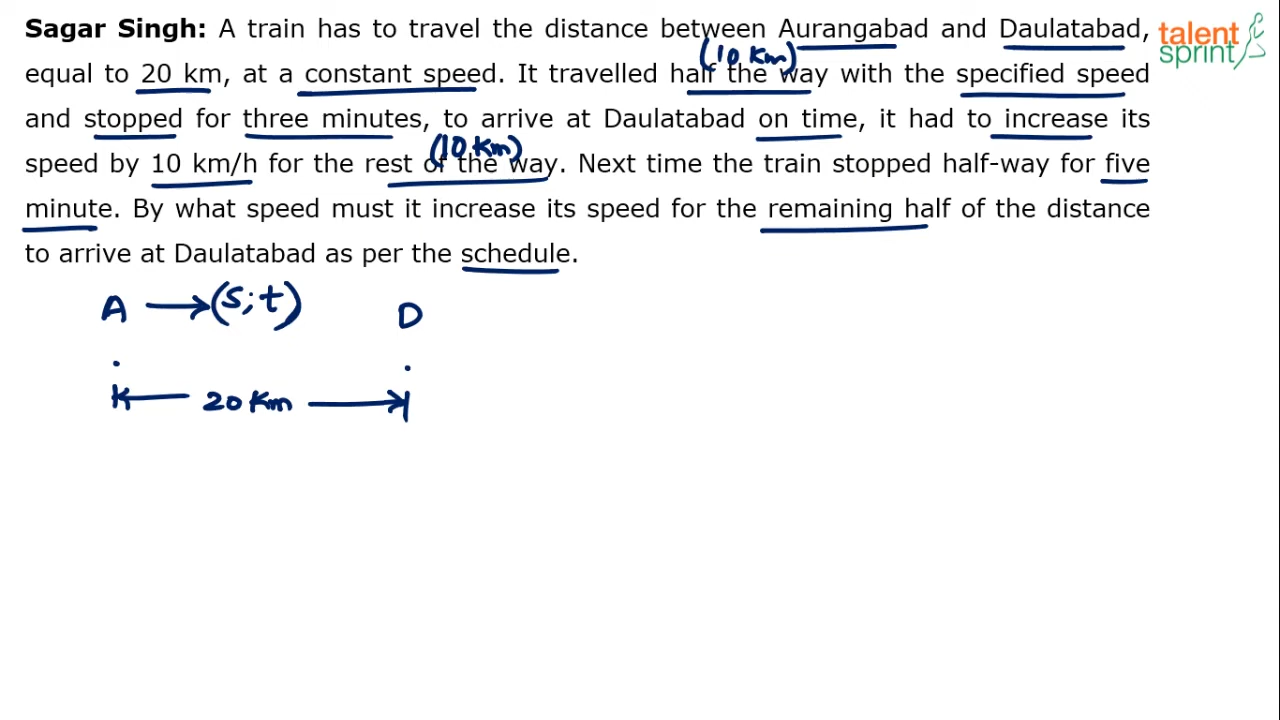 Sagar Singh: A train has to travel the distance between Aurangabad and Daulatabad,
talent
sprint
(10 Km)
equal to 20 km, at a constant speed. It travelled half the way with the specified speed
and stopped for three minutes, to arrive at Daulatabad on time, it had to increase its
(10 Km)
speed by 10 km/h for the rest of the way. Next time the train stopped half-way for five
minute. By what speed must it increase its speed for the remaining half of the distance
to arrive at Daulatabad as per the schedule.
A → (S; t) D
20 Km